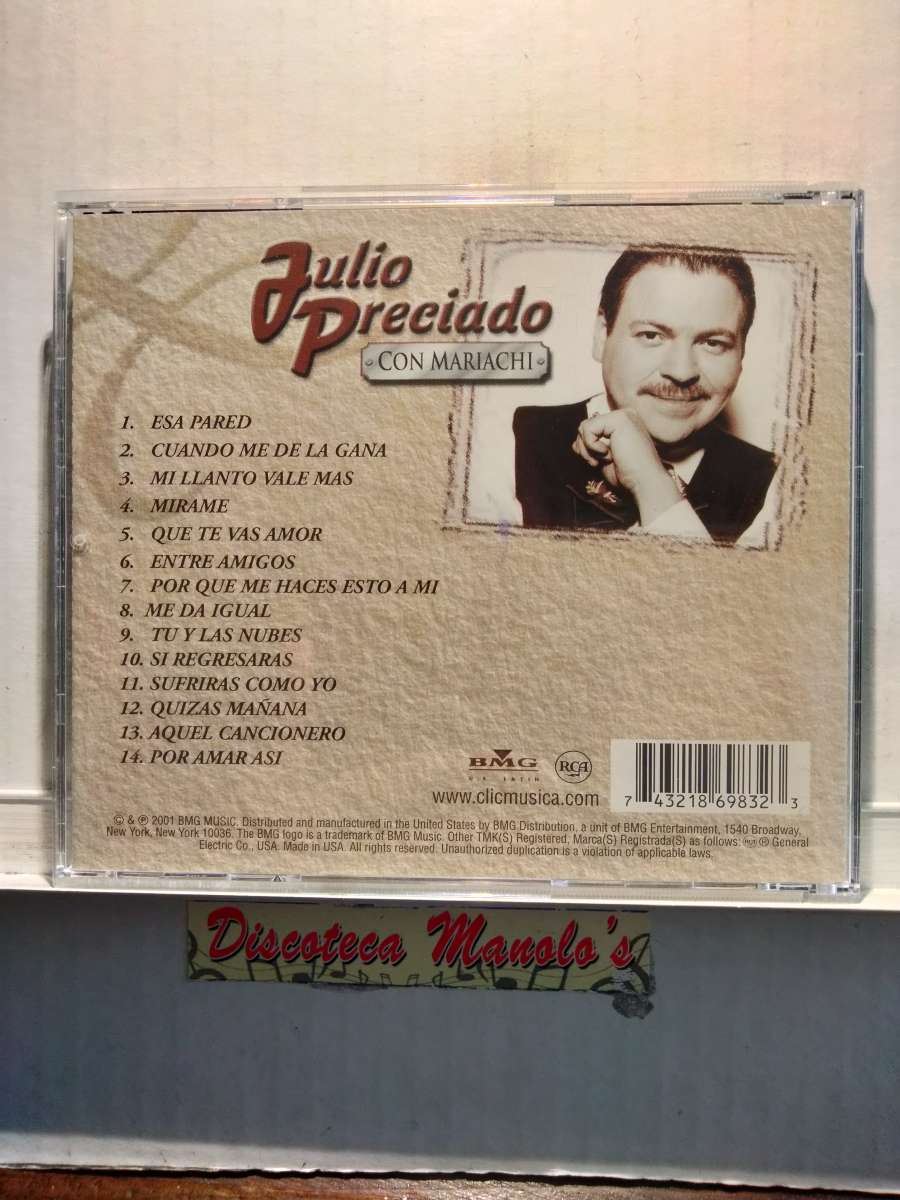 Julio
Preciado
CON MARIACHI
1. ESA PARED
2. CUANDO ME DE LA GANA
3. MI LLANTO VALE MAS
4. MIRAME
5. QUE TE VAS AMOR
6. ENTRE AMIGOS
7. POR QUE ME HACES ESTO A MI
8. ME DA IGUAL
9. TU Y LAS NUBES
10. SI REGRESARAS
11. SUFRIRAS COMO YO
12. QUIZAS MAÑANA
13. AQUEL CANCIONERO
14. POR AMAR ASI
BMG
U.S. LATIN
RCA
www.clicmusica.com
7 43218 69832 3
© & ℗ 2001 BMG MUSIC. Distributed and manufactured in the United States by BMG Distribution, a unit of BMG Entertainment, 1540 Broadway,
New York, New York 10036. The BMG logo is a trademark of BMG Music. Other TMK(S) Registered, Marca(S) Registrada(S) as follows: RCA ® General
Electric Co., USA. Made in USA. All rights reserved. Unauthorized duplication is a violation of applicable laws.
Discoteca Manolo's